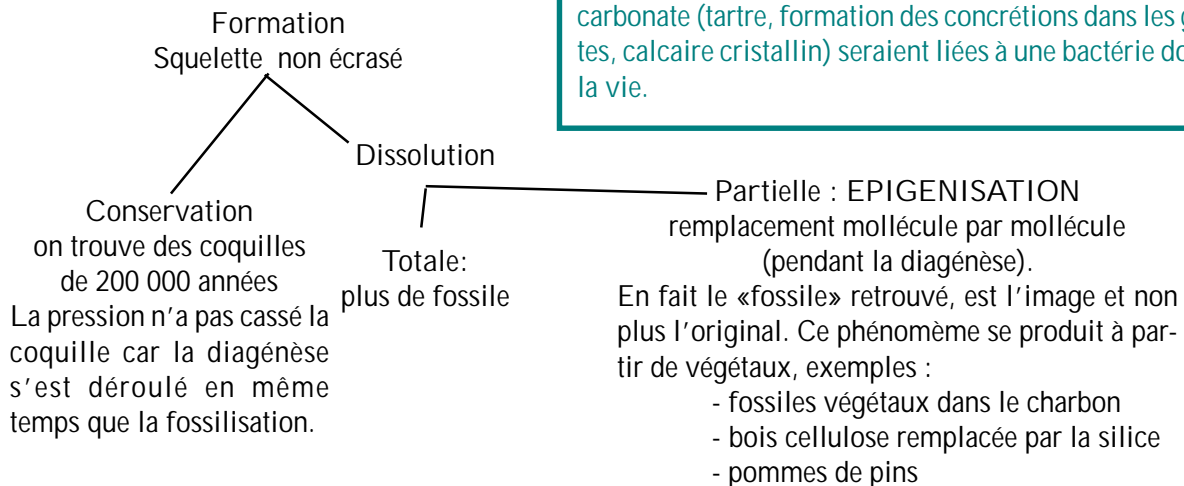 carbonate (tartre, formation des concrétions dans les
tes, calcaire cristallin) seraient liées à une bactérie
la vie.
Formation
Squelette non écrasé
Dissolution
Conservation
on trouve des coquilles
de 200 000 années
La pression n'a pas cassé la
coquille car la diagénèse
s'est déroulé en même
temps que la fossilisation.
Totale:
plus de fossile
Partielle : EPIGENISATION
remplacement mollécule par mollécule
(pendant la diagénèse).
En fait le «fossile» retrouvé, est l'image et non
plus l'original. Ce phénomème se produit à par-
tir de végétaux, exemples :
- fossiles végétaux dans le charbon
- bois cellulose remplacée par la silice
- pommes de pins